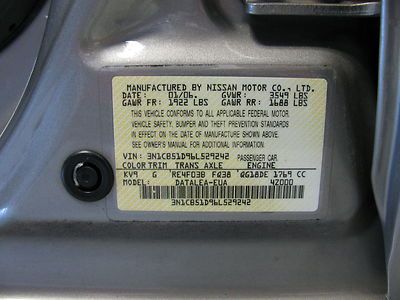 MANUFACTURED BY NISSAN MOTOR CO., LTD.
DATE: 01/06. GVWR: 3549 LBS
GAWR FR: 1922 LBS GAWR RR: 1688 LBS
THIS VEHICLE CONFORMS TO ALL APPLICABLE FEDERAL MOTOR
VEHICLE SAFETY, BUMPER AND THEFT PREVENTION STANDARDS
IN EFFECT ON THE DATE OF MANUFACTURE SHOWN ABOVE.
SEE OWNER'S MANUAL FOR ADDITIONAL INFORMATION
VIN: 3N1CB51D96L529242 PASSENGER CAR
COLOR TRIM TRANS AXLE ENGINE
KV9 G RE4F03B FQ38 QG18DE 1769 CC
MODEL: DATALEA-EUA 42000
3N1CB51D96L529242